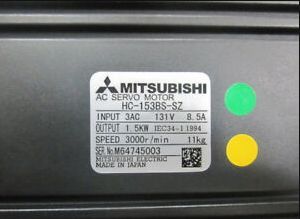 MITSUBISHI
AC SERVO MOTOR
HC-153BS-SZ
INPUT 3AC 131V 8.5A
OUTPUT 1.5KW IEC34-1 1994
SPEED 3000r/min 11kg
SER.No.M64745003
MITSUBISHI ELECTRIC
MADE IN JAPAN